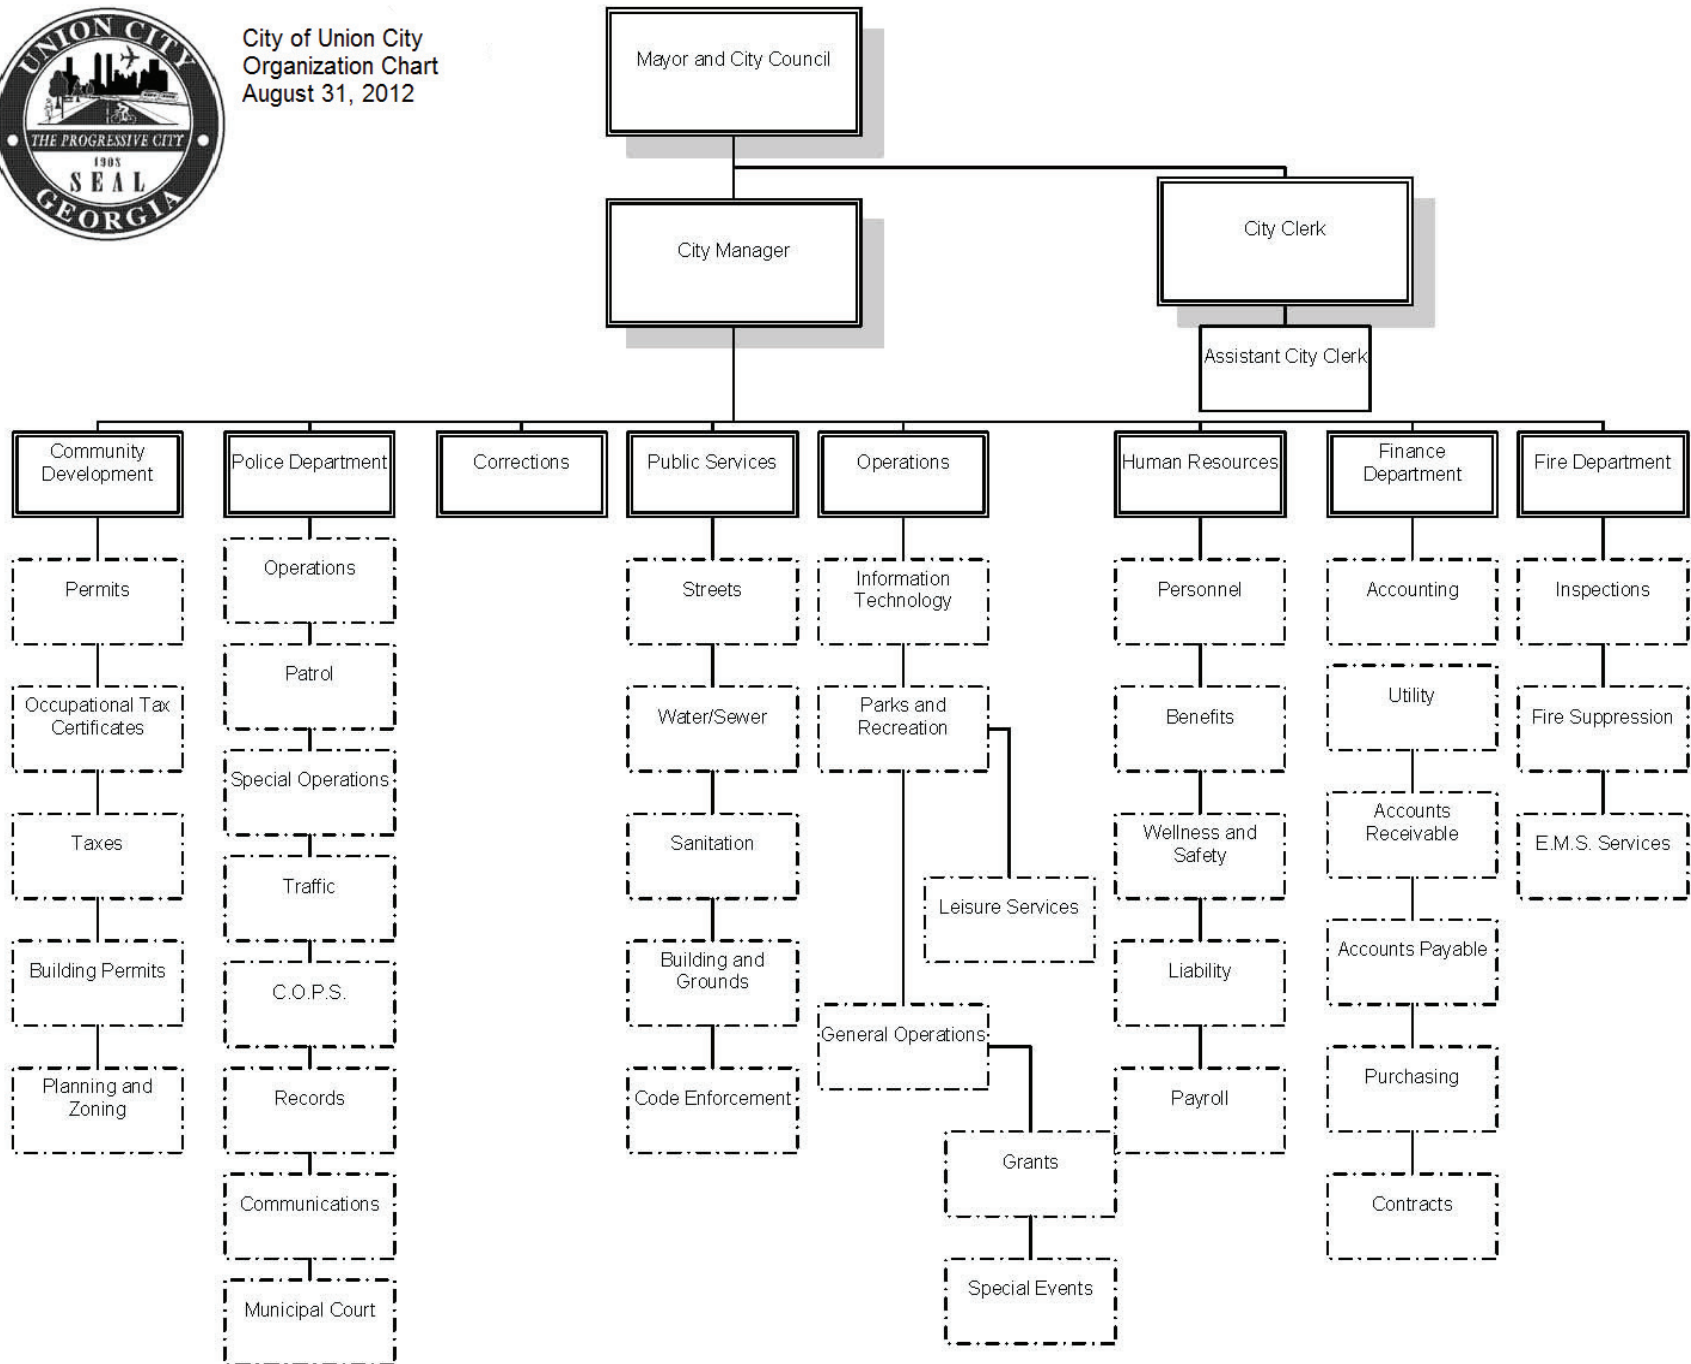 UNION CITY
THE PROGRESSIVE CITY
1908
SEAL
GEORGIA
City of Union City
Organization Chart
August 31, 2012
Mayor and City Council
City Manager
City Clerk
Assistant City Clerk
Community
Development
Police Department
Corrections
Public Services
Operations
Human Resources
Finance
Department
Fire Department
Permits
Occupational Tax
Certificates
Taxes
Building Permits
Planning and
Zoning
Operations
Patrol
Special Operations
Traffic
C.O.P.S.
Records
Communications
Municipal Court
Streets
Water/Sewer
Sanitation
Building and
Grounds
Code Enforcement
Information
Technology
Parks and
Recreation
Leisure Services
General Operations
Grants
Special Events
Personnel
Benefits
Wellness and
Safety
Liability
Payroll
Accounting
Utility
Accounts
Receivable
Accounts Payable
Purchasing
Contracts
Inspections
Fire Suppression
E.M.S. Services